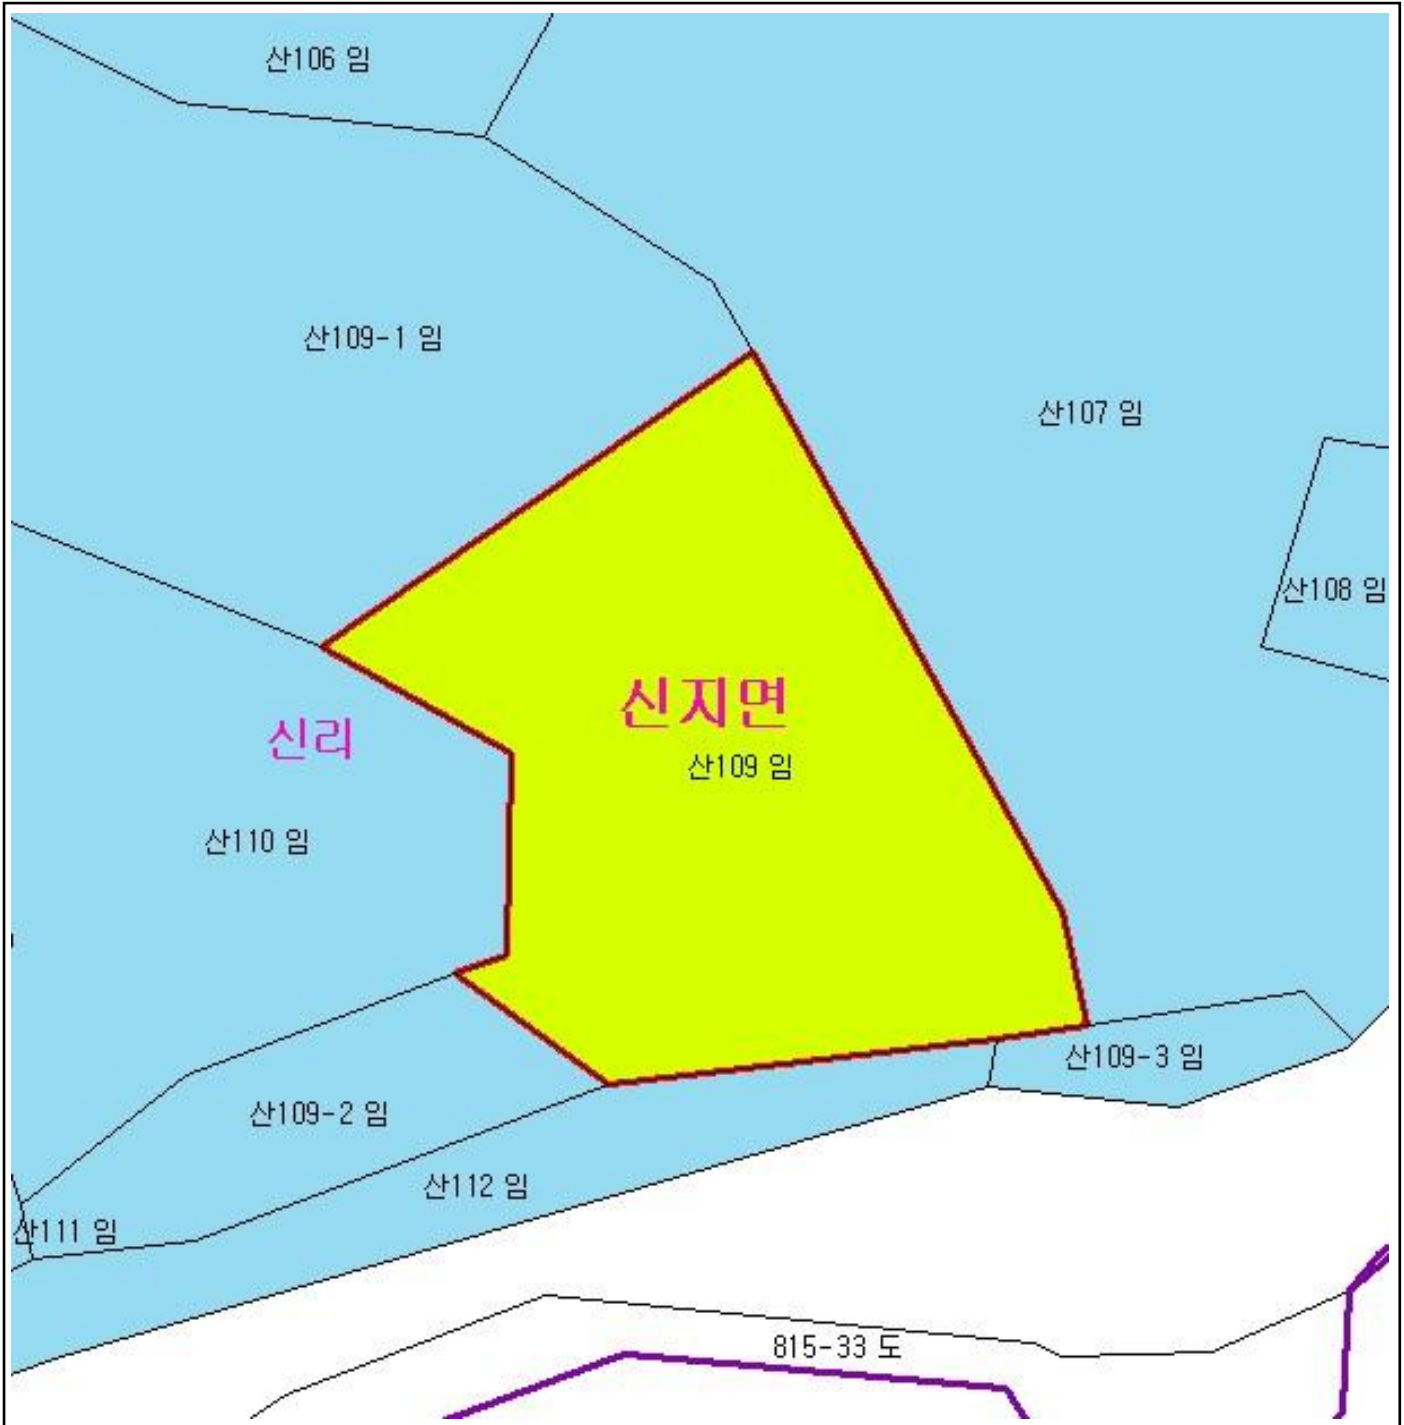 산106 임
산109-1 임
산107 임
산108 임
신지면
신리
산109 임
산110 임
산109-3 임
산109-2 임
산112 임
산111 임
815-33 도